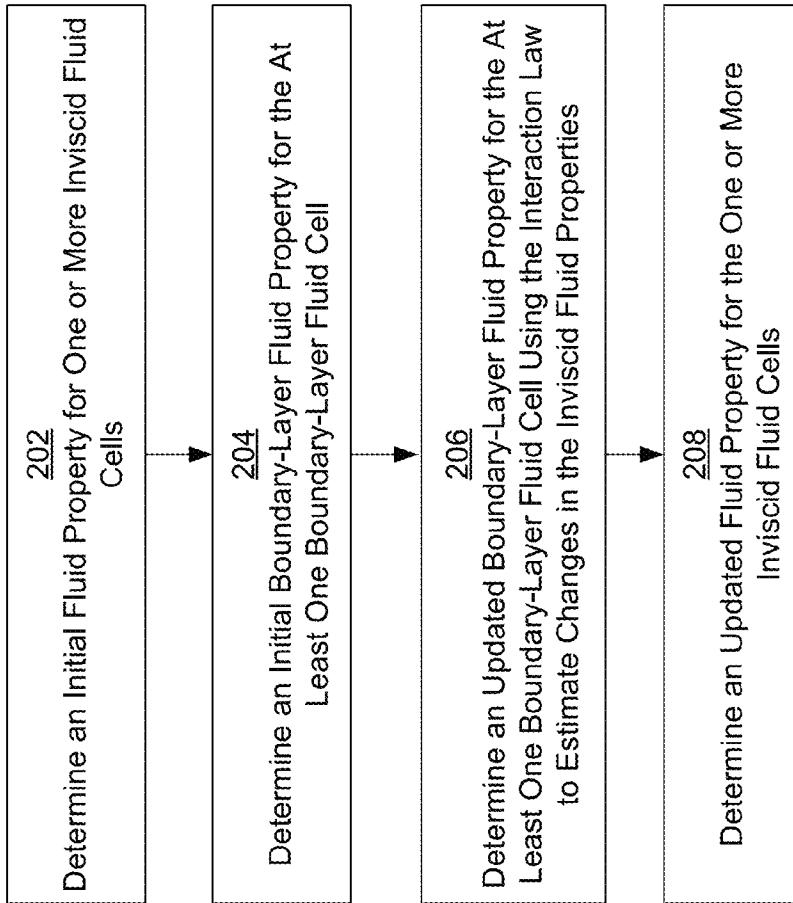 202
Determine an Initial Fluid Property for One or More Inviscid Fluid
Cells
204
Determine an Initial Boundary-Layer Fluid Property for the At
Least One Boundary-Layer Fluid Cell
206
Determine an Updated Boundary-Layer Fluid Property for the At
Least One Boundary-Layer Fluid Cell Using the Interaction Law
to Estimate Changes in the Inviscid Fluid Properties
208
Determine an Updated Fluid Property for the One or More
Inviscid Fluid Cells